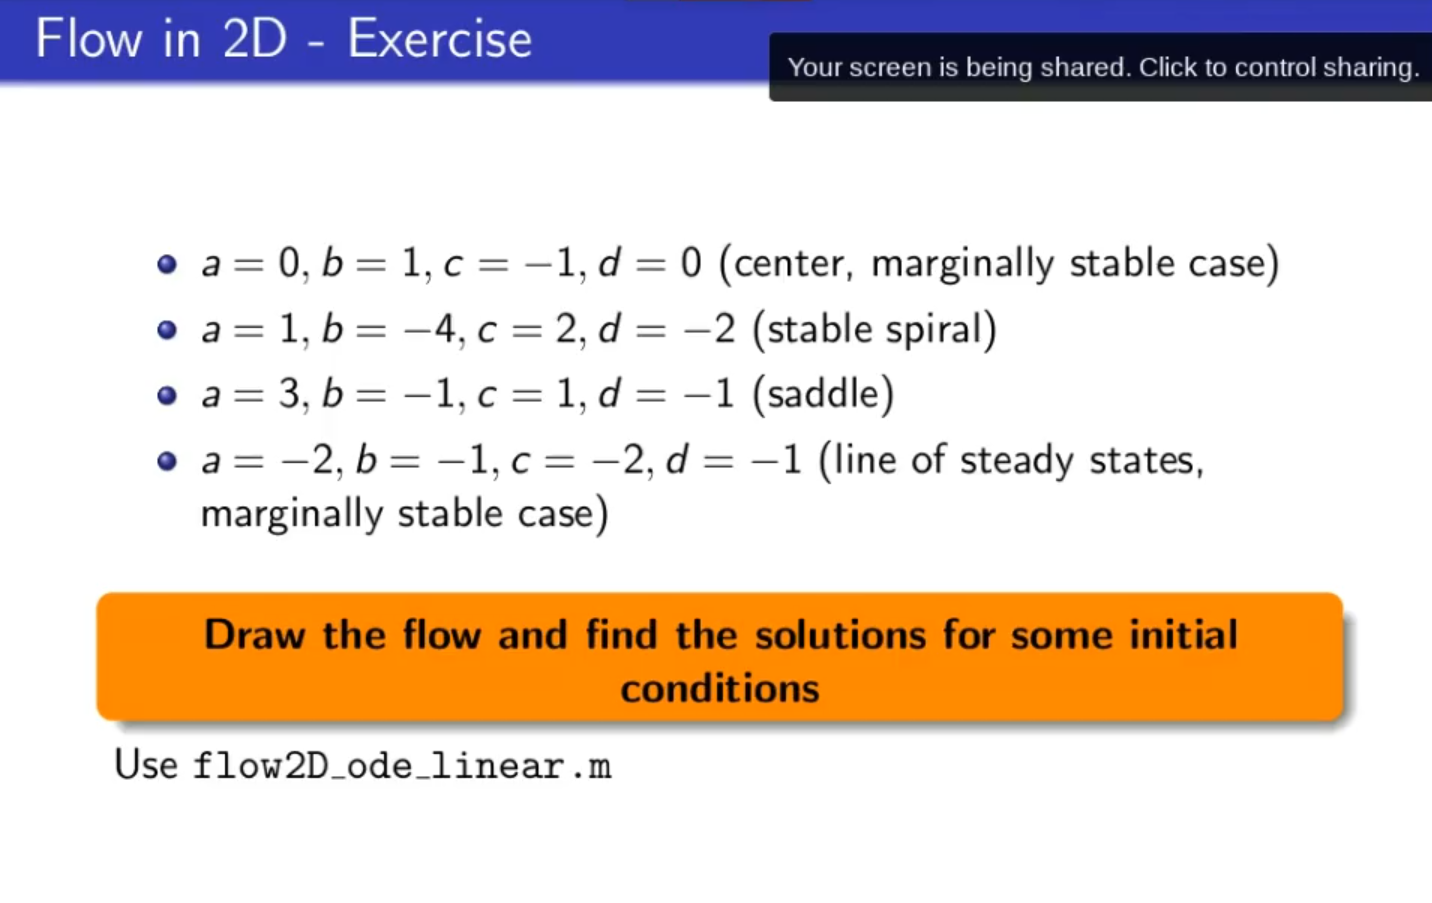 Flow in 2D - Exercise
Your screen is being shared. Click to control sharing.
a = 0, b = 1, c = −1, d = 0 (center, marginally stable case)
a = 1, b = −4, c = 2, d = −2 (stable spiral)
a = 3, b = −1, c = 1, d = −1 (saddle)
a = −2, b = −1, c = −2, d = −1 (line of steady states,
marginally stable case)
Draw the flow and find the solutions for some initial
conditions
Use flow2D_ode_linear.m